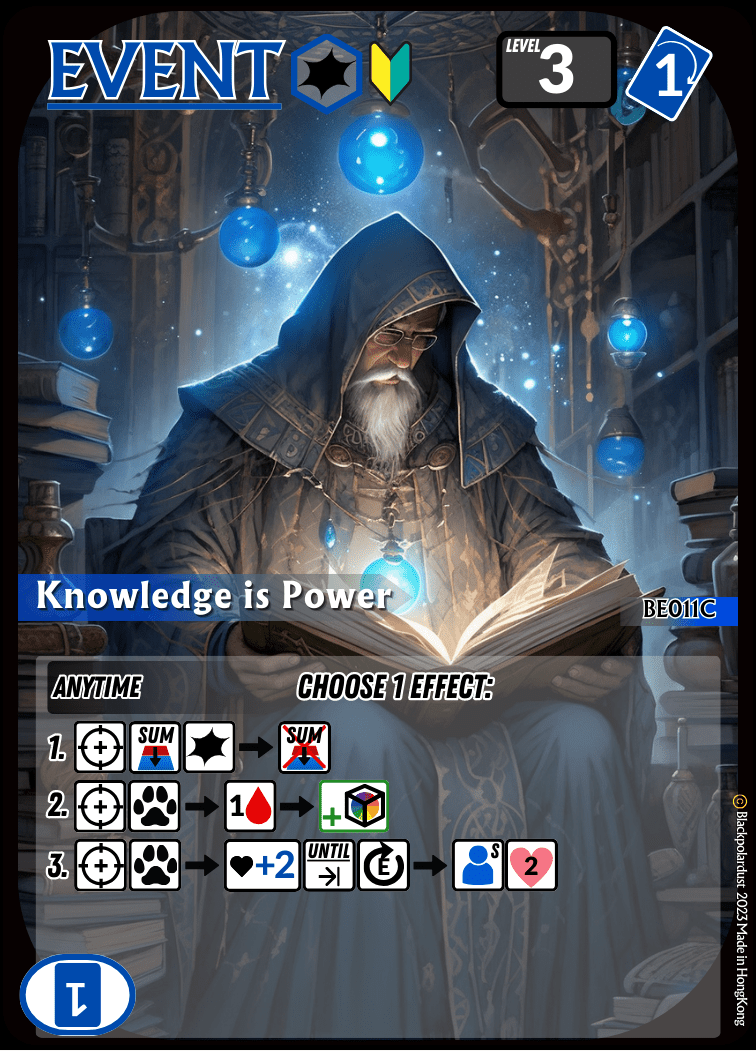 EVENT
LEVEL 3
1
Knowledge is Power
BE011C
ANYTIME
CHOOSE 1 EFFECT:
1. SUM SUM
2. 1 +
3. +2 UNTIL E S 2
1
© Blackpolardust 2023 Made in HongKong